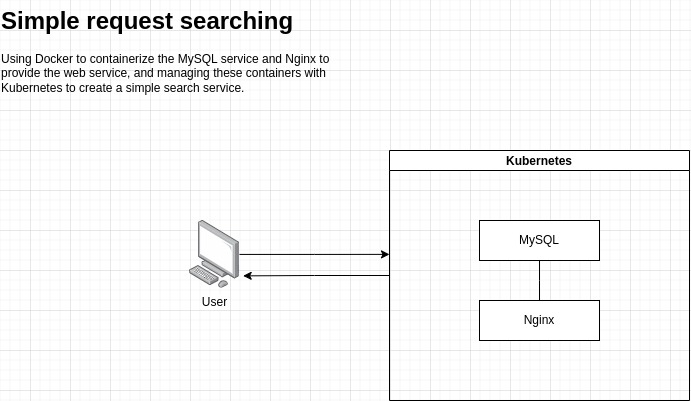 Simple request searching
Using Docker to containerize the MySQL service and Nginx to
provide the web service, and managing these containers with
Kubernetes to create a simple search service.
Kubernetes
MySQL
User
Nginx